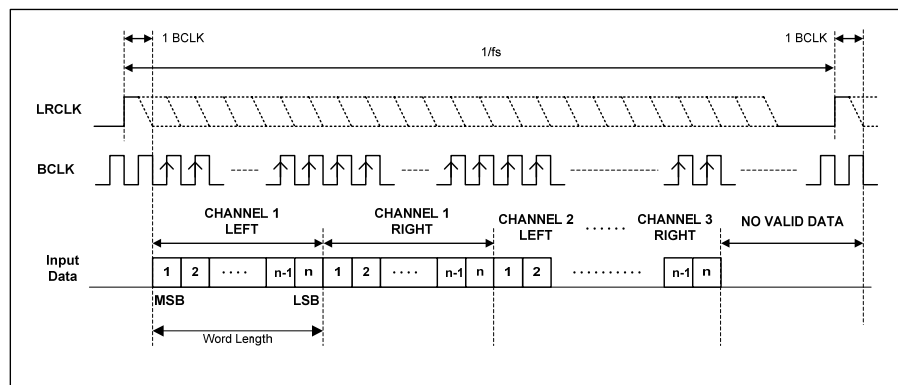 1 BCLK
1 BCLK
1/fs
LRCLK
BCLK
CHANNEL 1
LEFT
CHANNEL 1
RIGHT
CHANNEL 2
LEFT
CHANNEL 3
RIGHT
NO VALID DATA
Input
Data
1 2 n-1 n 1 2 n-1 n 1 2 n-1 n
MSB LSB
Word Length